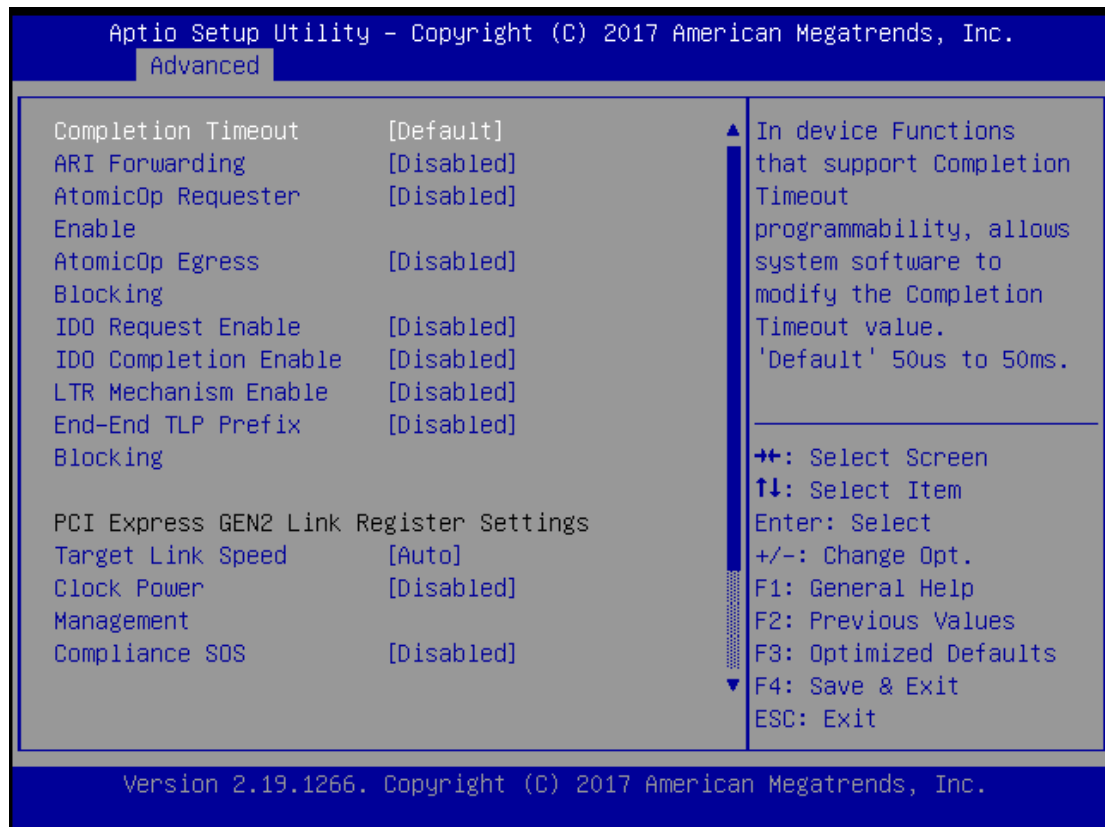 Aptio Setup Utility – Copyright (C) 2017 American Megatrends, Inc.
Advanced
Completion Timeout [Default]
ARI Forwarding [Disabled]
AtomicOp Requester [Disabled]
Enable
AtomicOp Egress [Disabled]
Blocking
IDO Request Enable [Disabled]
IDO Completion Enable [Disabled]
LTR Mechanism Enable [Disabled]
End-End TLP Prefix [Disabled]
Blocking
PCI Express GEN2 Link Register Settings
Target Link Speed [Auto]
Clock Power [Disabled]
Management
Compliance SOS [Disabled]
In device Functions
that support Completion
Timeout
programmability, allows
system software to
modify the Completion
Timeout value.
'Default' 50us to 50ms.
→←: Select Screen
↑↓: Select Item
Enter: Select
+/-: Change Opt.
F1: General Help
F2: Previous Values
F3: Optimized Defaults
F4: Save & Exit
ESC: Exit
Version 2.19.1266. Copyright (C) 2017 American Megatrends, Inc.